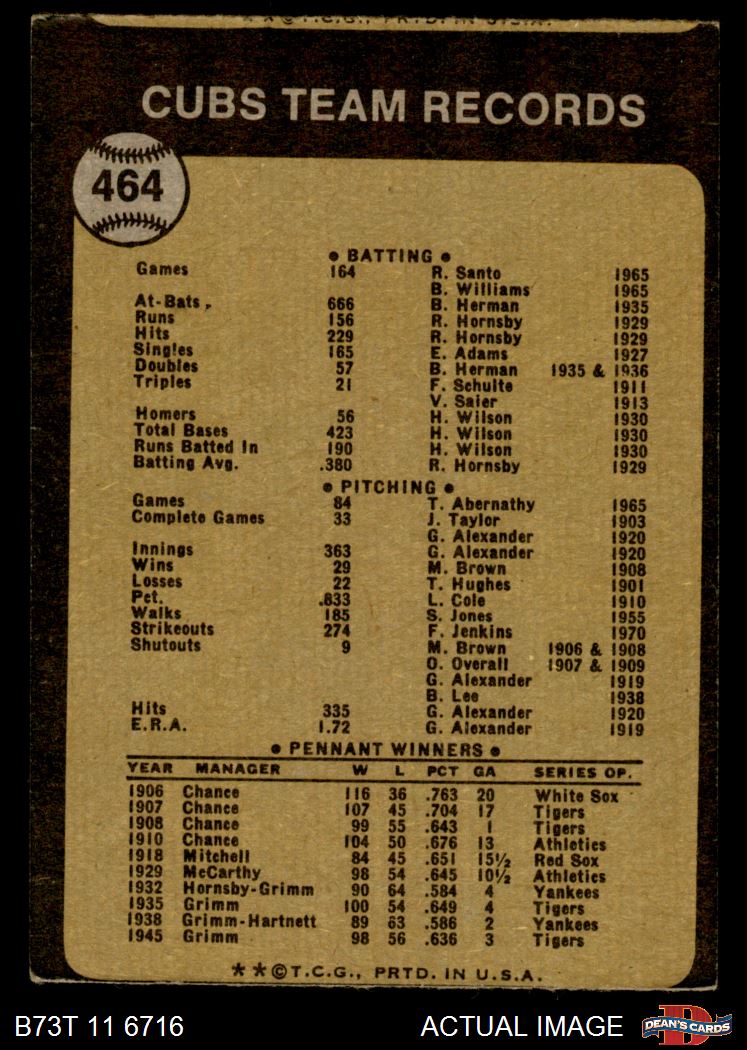 * * © T.C.G., PRTD. IN U.S.A.
CUBS TEAM RECORDS
464
• BATTING •
Games 164 R. Santo 1965
B. Williams 1965
At-Bats 666 B. Herman 1935
Runs 156 R. Hornsby 1929
Hits 229 R. Hornsby 1929
Singles 165 E. Adams 1927
Doubles 57 B. Herman 1935 & 1936
Triples 21 F. Schulte 1911
V. Saier 1913
Homers 56 H. Wilson 1930
Total Bases 423 H. Wilson 1930
Runs Batted In 190 H. Wilson 1930
Batting Avg. .380 R. Hornsby 1929
• PITCHING •
Games 84 T. Abernathy 1965
Complete Games 33 J. Taylor 1903
G. Alexander 1920
Innings 363 G. Alexander 1920
Wins 29 M. Brown 1908
Losses 22 T. Hughes 1901
Pct. .833 L. Cole 1910
Walks 185 S. Jones 1955
Strikeouts 274 F. Jenkins 1970
Shutouts 9 M. Brown 1906 & 1908
O. Overall 1907 & 1909
G. Alexander 1919
B. Lee 1938
Hits 335 G. Alexander 1920
E.R.A. 1.72 G. Alexander 1919
• PENNANT WINNERS •
YEAR MANAGER W L PCT GA SERIES OP.
1906 Chance 116 36 .763 20 White Sox
1907 Chance 107 45 .704 17 Tigers
1908 Chance 99 55 .643 1 Tigers
1910 Chance 104 50 .676 13 Athletics
1918 Mitchell 84 45 .651 15½ Red Sox
1929 McCarthy 98 54 .645 10½ Athletics
1932 Hornsby-Grimm 90 64 .584 4 Yankees
1935 Grimm 100 54 .649 4 Tigers
1938 Grimm-Hartnett 89 63 .586 2 Yankees
1945 Grimm 98 56 .636 3 Tigers
* * © T.C.G., PRTD. IN U.S.A.
B73T 11 6716 ACTUAL IMAGE DEAN'S CARDS